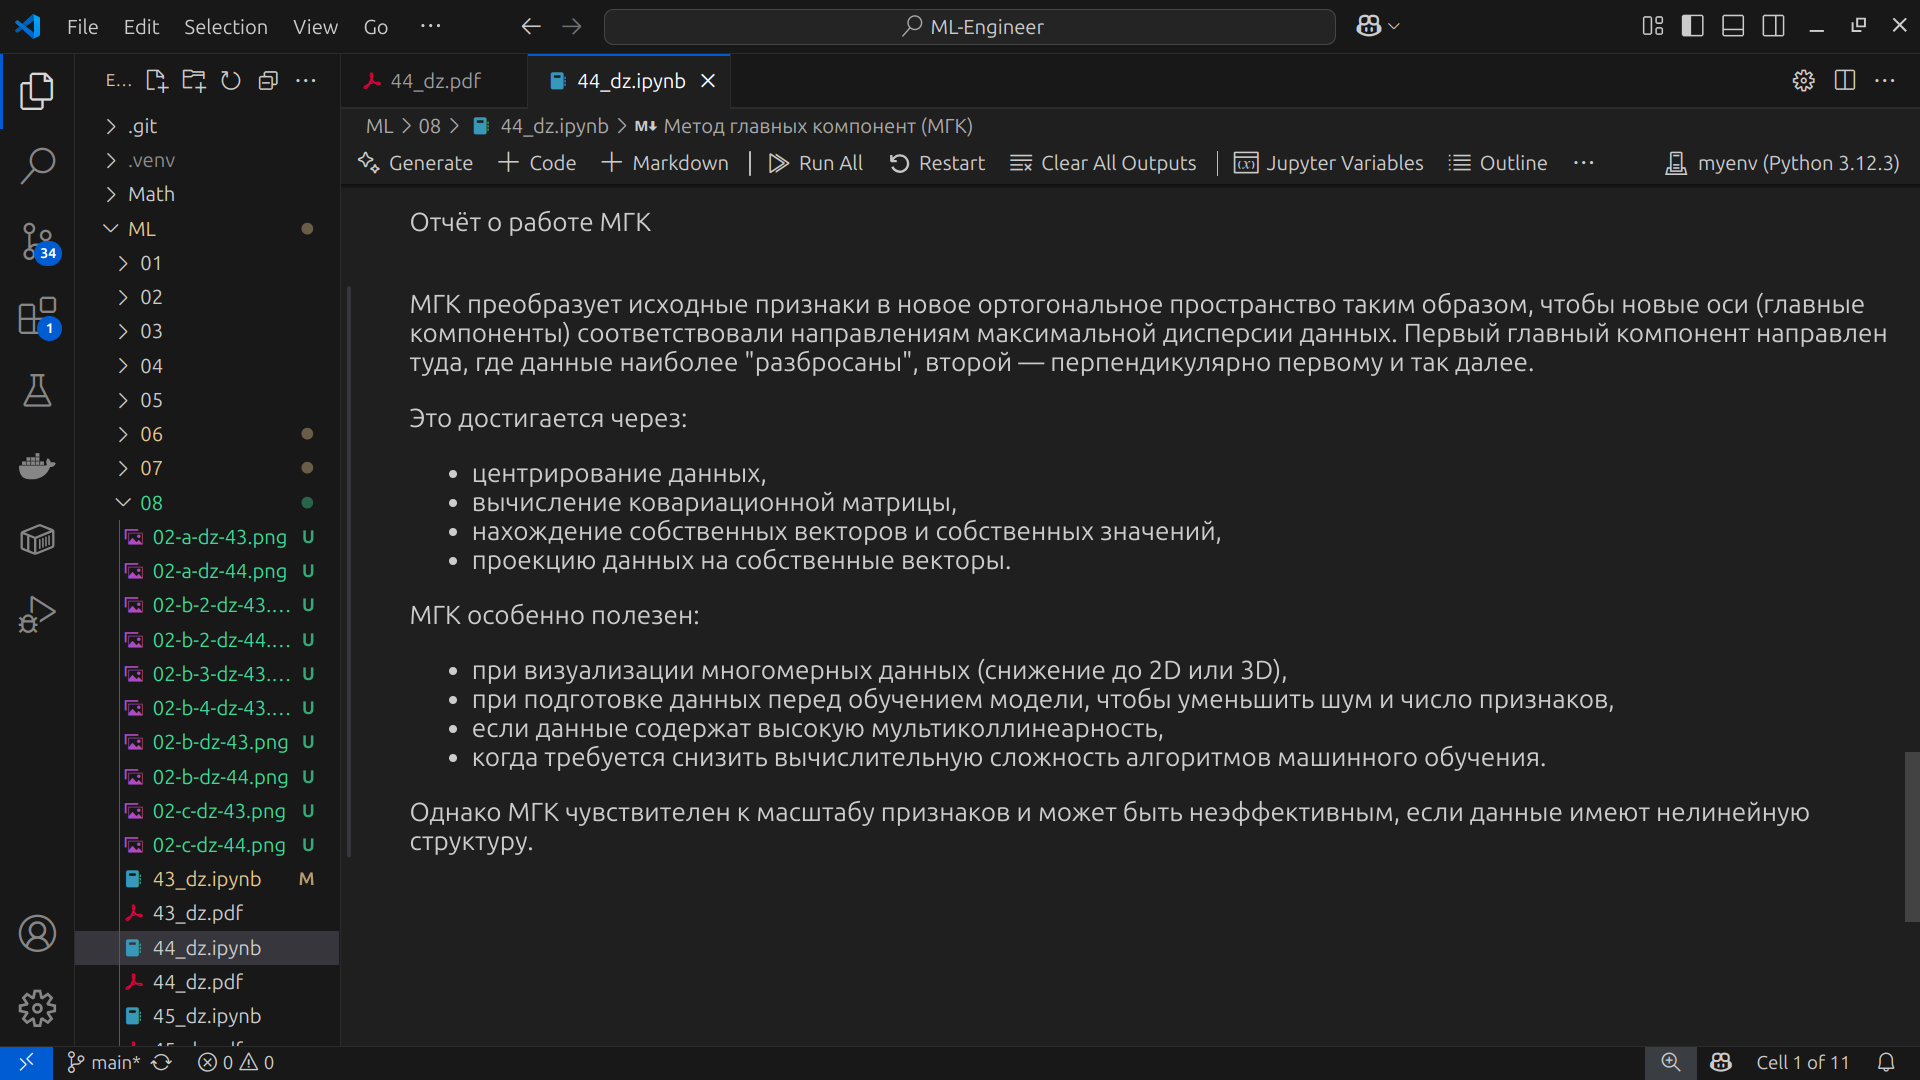 File Edit Selection View Go ···
ML-Engineer
E... ···
44_dz.pdf
44_dz.ipynb
ML > 08 > 44_dz.ipynb > M↓ Метод главных компонент (МГК)
Generate + Code + Markdown | Run All Restart Clear All Outputs | Jupyter Variables Outline ··· myenv (Python 3.12.3)
.git
.venv
Math
ML
01
02
03
04
05
06
07
08
02-a-dz-43.png U
02-a-dz-44.png U
02-b-2-dz-43.... U
02-b-2-dz-44.... U
02-b-3-dz-43.... U
02-b-4-dz-43.... U
02-b-dz-43.png U
02-b-dz-44.png U
02-c-dz-43.png U
02-c-dz-44.png U
43_dz.ipynb M
43_dz.pdf
44_dz.ipynb
44_dz.pdf
45_dz.ipynb
34
1
Отчёт о работе МГК
МГК преобразует исходные признаки в новое ортогональное пространство таким образом, чтобы новые оси (главные
компоненты) соответствовали направлениям максимальной дисперсии данных. Первый главный компонент направлен
туда, где данные наиболее "разбросаны", второй — перпендикулярно первому и так далее.
Это достигается через:
• центрирование данных,
• вычисление ковариационной матрицы,
• нахождение собственных векторов и собственных значений,
• проекцию данных на собственные векторы.
МГК особенно полезен:
• при визуализации многомерных данных (снижение до 2D или 3D),
• при подготовке данных перед обучением модели, чтобы уменьшить шум и число признаков,
• если данные содержат высокую мультиколлинеарность,
• когда требуется снизить вычислительную сложность алгоритмов машинного обучения.
Однако МГК чувствителен к масштабу признаков и может быть неэффективным, если данные имеют нелинейную
структуру.
main* 0 0
Cell 1 of 11